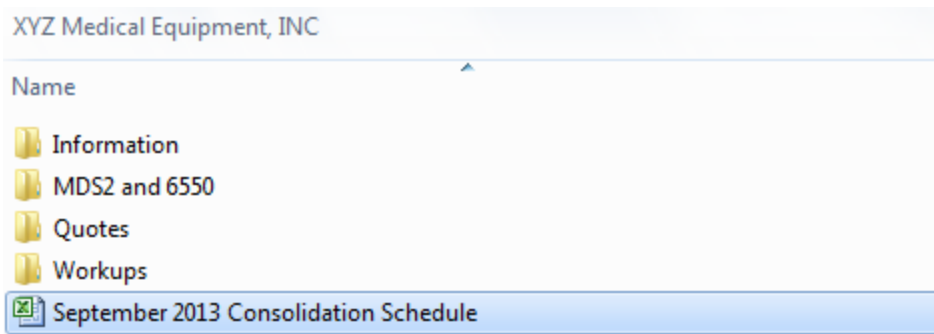 XYZ Medical Equipment, INC
Name
Information
MDS2 and 6550
Quotes
Workups
September 2013 Consolidation Schedule